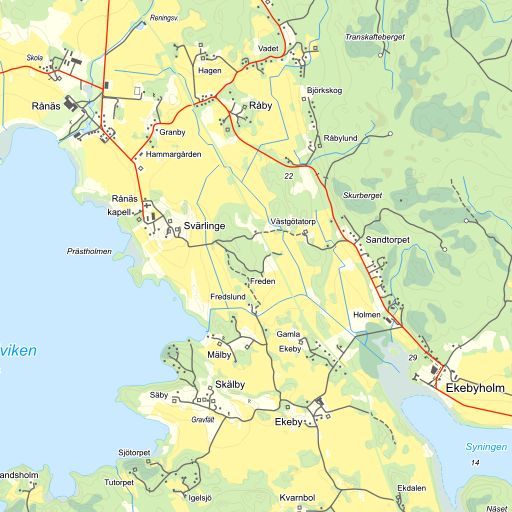 Reningsv.
Transkafteberget
Vadet
Skola
Hagen
Björkskog
Rånäs
Råby
Granby
Råbylund
Hammargården
22
Skurberget
Rånäs
kapell
Svärlinge
Västgötatorp
Sandtorpet
Prästholmen
Freden
Fredslund
Holmen
viken
Gamla
Ekeby
Mälby
29
Skälby
Ekebyholm
Säby
Gravfält
Ekeby
Syningen
14
Sjötorpet
andsholm
Tutorpet
Igelsjö
Kvarnbol
Ekdalen
Näset